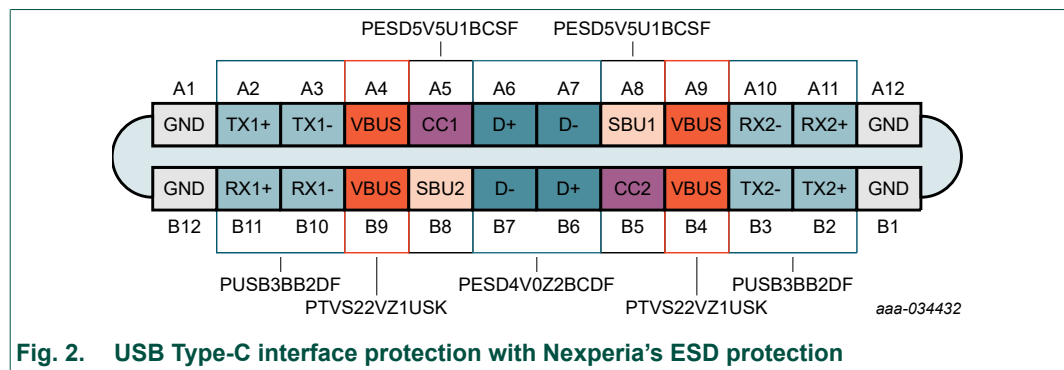 PESD5V5U1BCSF PESD5V5U1BCSF
A1 A2 A3 A4 A5 A6 A7 A8 A9 A10 A11 A12
GND TX1+ TX1- VBUS CC1 D+ D- SBU1 VBUS RX2- RX2+ GND
GND RX1+ RX1- VBUS SBU2 D- D+ CC2 VBUS TX2- TX2+ GND
B12 B11 B10 B9 B8 B7 B6 B5 B4 B3 B2 B1
PUSB3BB2DF PESD4V0Z2BCDF PUSB3BB2DF
PTVS22VZ1USK PTVS22VZ1USK aaa-034432
Fig. 2. USB Type-C interface protection with Nexperia's ESD protection